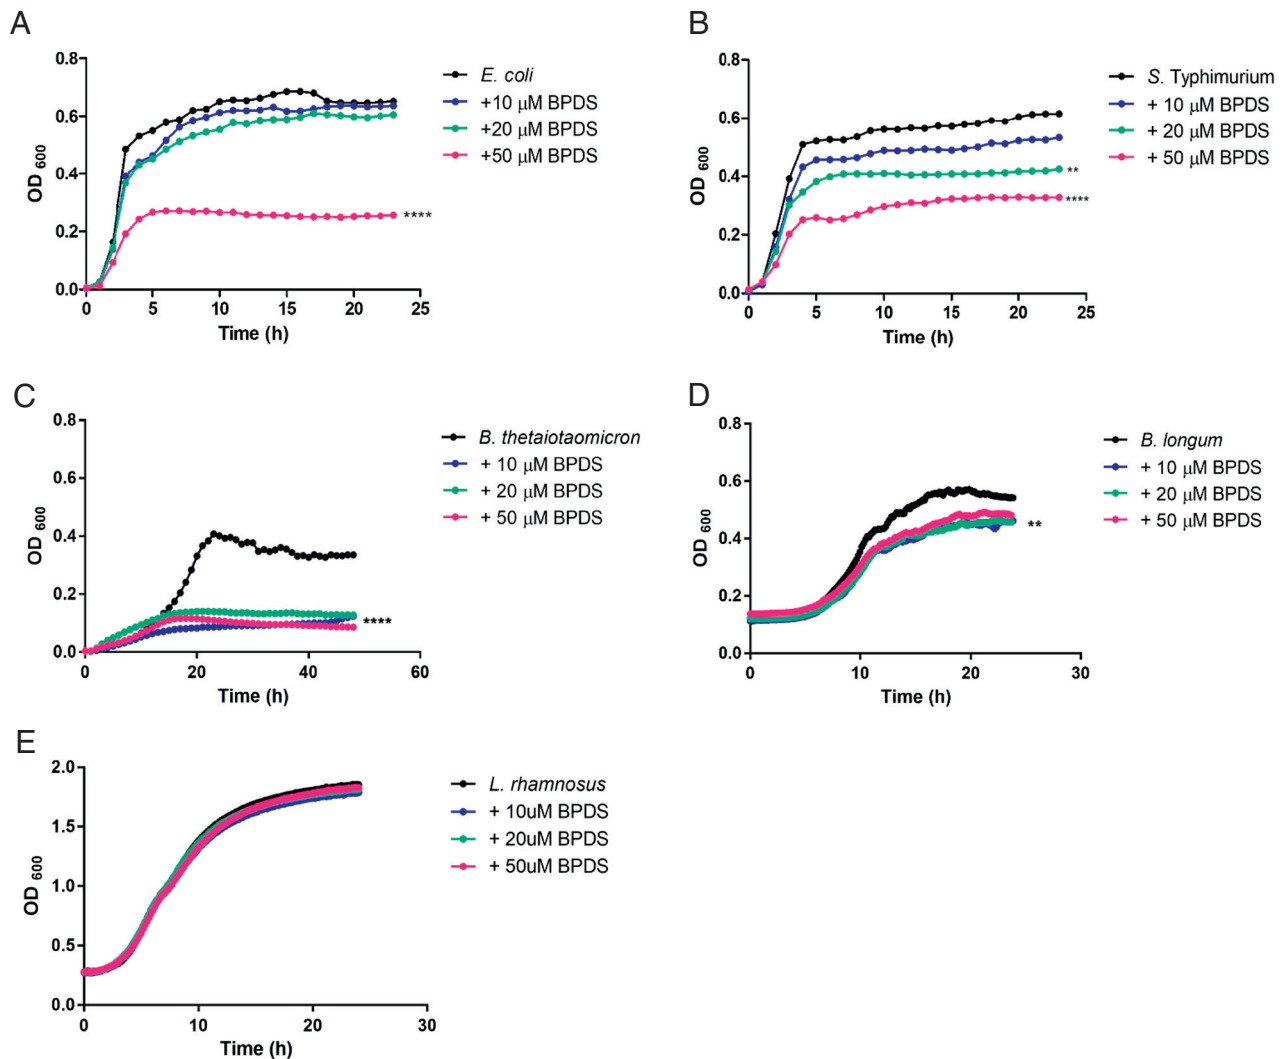 A
0.8
0.6
0.4
0.2
0.0
OD 600
0 5 10 15 20 25
Time (h)
E. coli
+10 μM BPDS
+20 μM BPDS
+50 μM BPDS
****
B
0.8
0.6
0.4
0.2
0.0
OD 600
0 5 10 15 20 25
Time (h)
S. Typhimurium
+ 10 μM BPDS
+ 20 μM BPDS
+ 50 μM BPDS
**
****
C
0.8
0.6
0.4
0.2
0.0
OD 600
0 20 40 60
Time (h)
B. thetaiotaomicron
+ 10 μM BPDS
+ 20 μM BPDS
+ 50 μM BPDS
****
D
0.8
0.6
0.4
0.2
0.0
OD 600
0 10 20 30
Time (h)
B. longum
+ 10 μM BPDS
+ 20 μM BPDS
+ 50 μM BPDS
**
E
2.0
1.5
1.0
0.5
0.0
OD 600
0 10 20 30
Time (h)
L. rhamnosus
+ 10uM BPDS
+ 20uM BPDS
+ 50uM BPDS